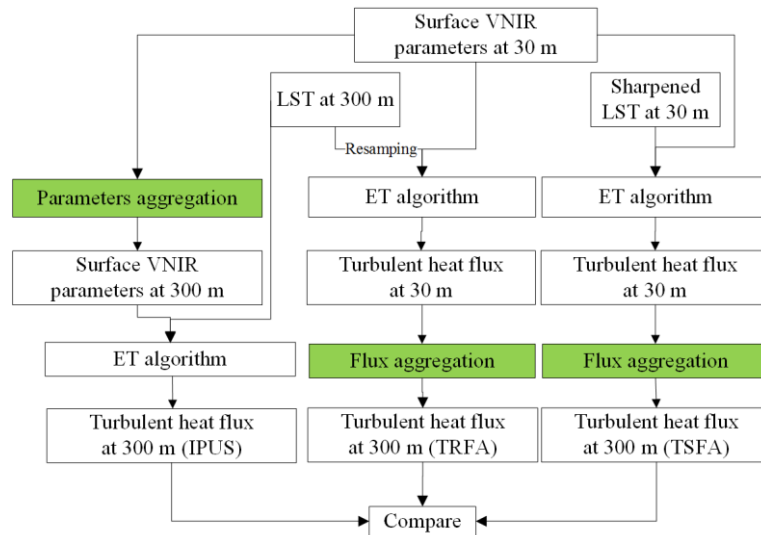 Surface VNIR
parameters at 30 m
LST at 300 m
Sharpened
LST at 30 m
Resamping
Parameters aggregation
ET algorithm
ET algorithm
Surface VNIR
parameters at 300 m
Turbulent heat flux
at 30 m
Turbulent heat flux
at 30 m
ET algorithm
Flux aggregation
Flux aggregation
Turbulent heat flux
at 300 m (IPUS)
Turbulent heat flux
at 300 m (TRFA)
Turbulent heat flux
at 300 m (TSFA)
Compare